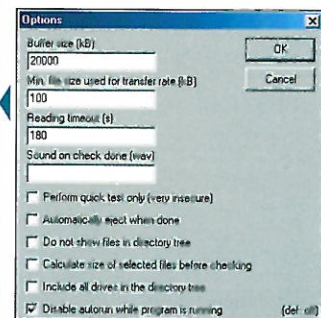 Options
Buffer size (kB)
20000
OK
Min. file size used for transfer rate (kB)
100
Cancel
Reading timeout (s)
180
Sound on check done (wav)
Perform quick test only (very insecure)
Automatically eject when done
Do not show files in directory tree
Calculate size of selected files before checking
Include all drives in the directory tree
Disable autorun while program is running (def: off)